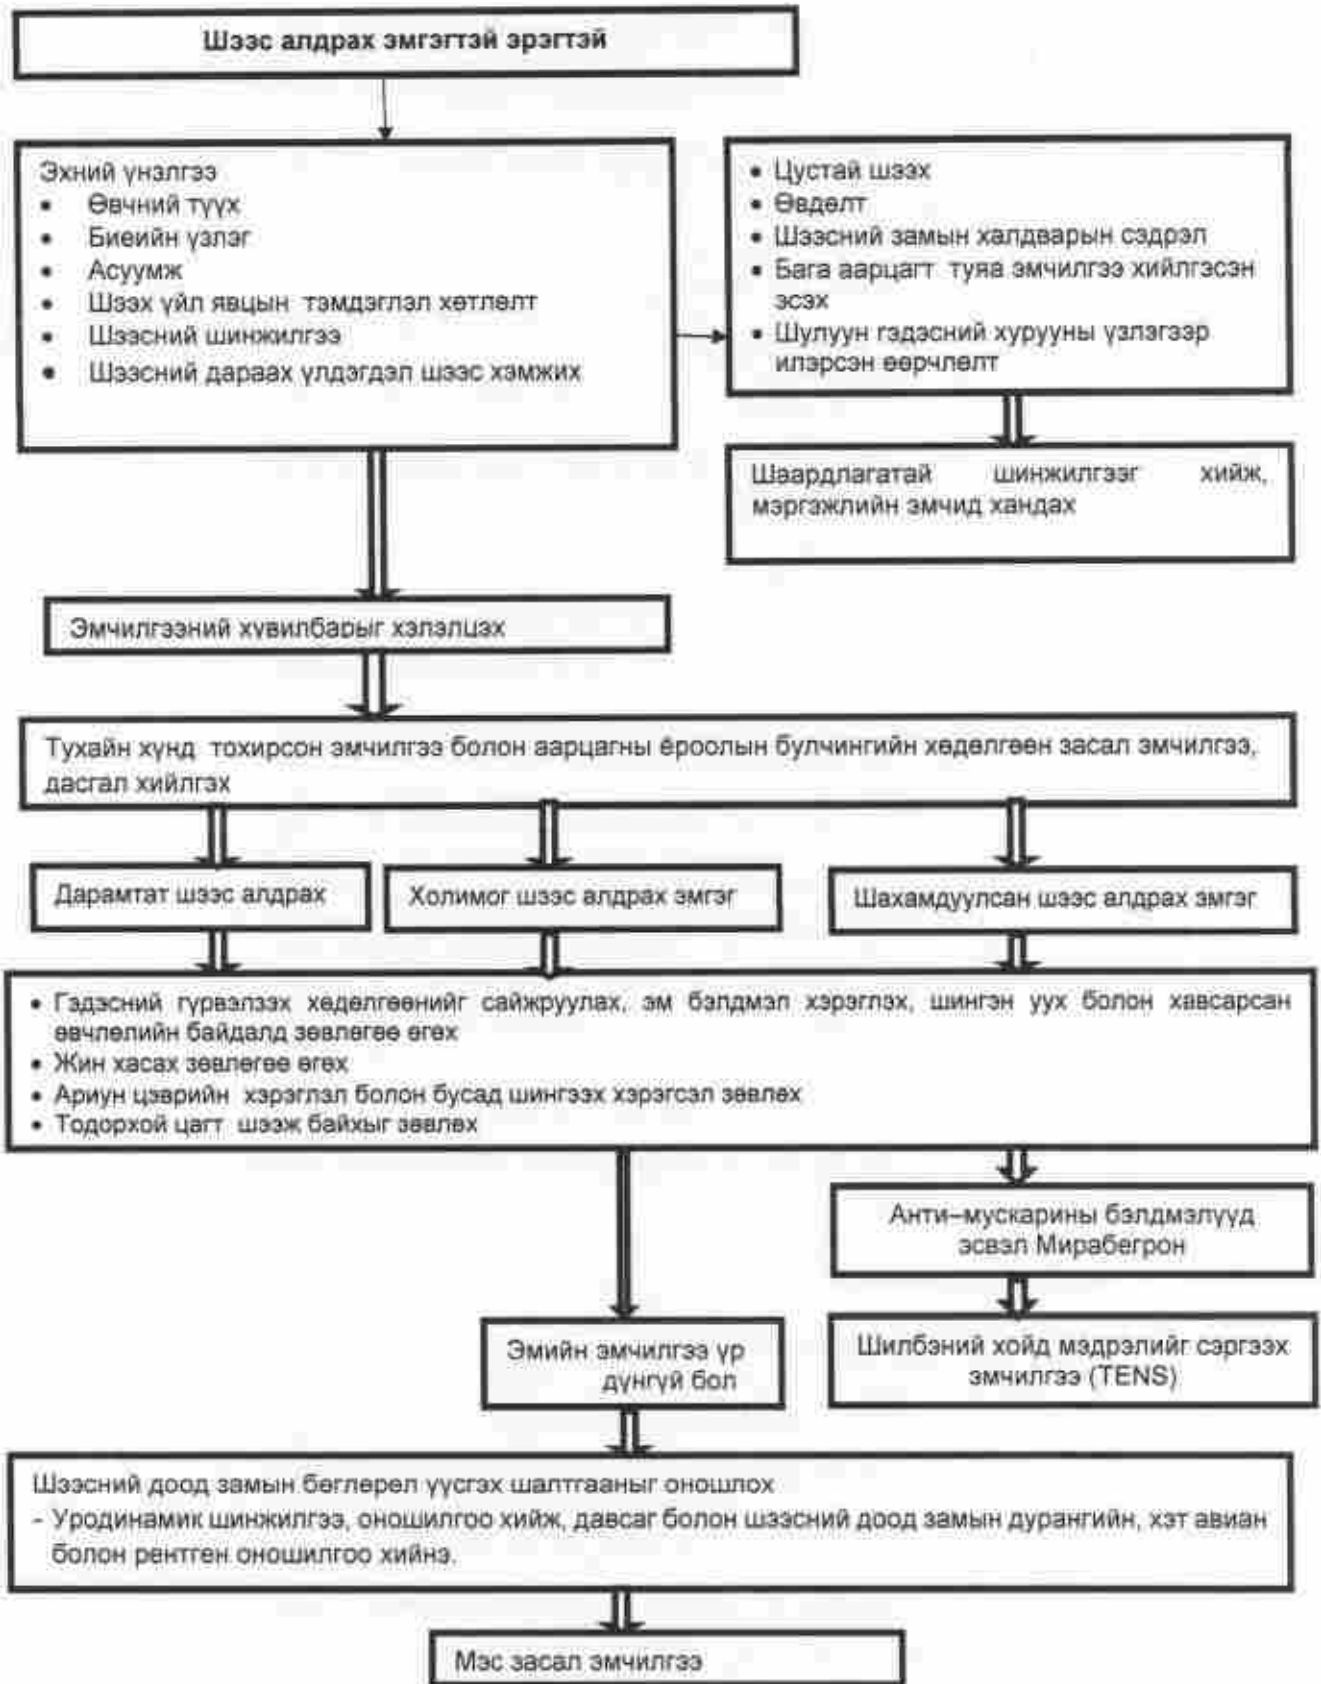 Шээс алдрах эмгэгтэй эрэгтэй
Эхний үнэлгээ
• Өвчний түүх
• Биеийн үзлэг
• Асуумж
• Шээх үйл явцын тэмдэглэл хөтлөлт
• Шээсний шинжилгээ
• Шээсний дараах үлдэгдэл шээс хэмжих
• Цустай шээх
• Өвдөлт
• Шээсний замын халдварын сэдрэл
• Бага аарцагт туяа эмчилгээ хийлгэсэн
эсэх
• Шулуун гэдэсний хурууны үзлэгээр
илэрсэн өөрчлөлт
Шаардлагатай шинжилгээг хийж,
мэргэжлийн эмчид хандах
Эмчилгээний хувилбарыг хэлэлцэх
Тухайн хүнд тохирсон эмчилгээ болон аарцагны ёроолын булчингийн хөдөлгөөн засал эмчилгээ,
дасгал хийлгэх
Дарамтат шээс алдрах
Холимог шээс алдрах эмгэг
Шахамдуулсан шээс алдрах эмгэг
• Гэдэсний гүрвэлзэх хөдөлгөөнийг сайжруулах, эм бэлдмэл хэрэглэх, шингэн уух болон хавсарсан
өвчлөлийн байдалд зөвлөгөө өгөх
• Жин хасах зөвлөгөө өгөх
• Ариун цэврийн хэрэглэл болон бусад шингээх хэрэгсэл зөвлөх
• Тодорхой цагт шээж байхыг зөвлөх
Анти–мускарины бэлдмэлүүд
эсвэл Мирабегрон
Эмийн эмчилгээ үр
дүнгүй бол
Шилбэний хойд мэдрэлийг сэргээх
эмчилгээ (TENS)
Шээсний доод замын бөглөрөл үүсгэх шалтгааныг оношлох
- Уродинамик шинжилгээ, оношилгоо хийж, давсаг болон шээсний доод замын дурангийн, хэт авиан
болон рентген оношилгоо хийнэ.
Мэс засал эмчилгээ